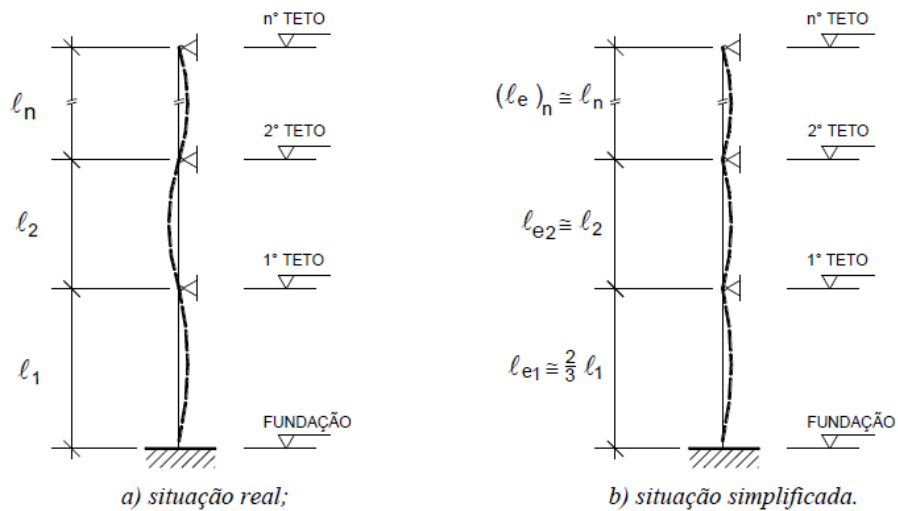 n° TETO
ℓn
2° TETO
ℓ2
1° TETO
ℓ1
FUNDAÇÃO
a) situação real;
n° TETO
(ℓe)n ≅ ℓn
2° TETO
ℓe2 ≅ ℓ2
1° TETO
ℓe1 ≅ 2/3 ℓ1
FUNDAÇÃO
b) situação simplificada.